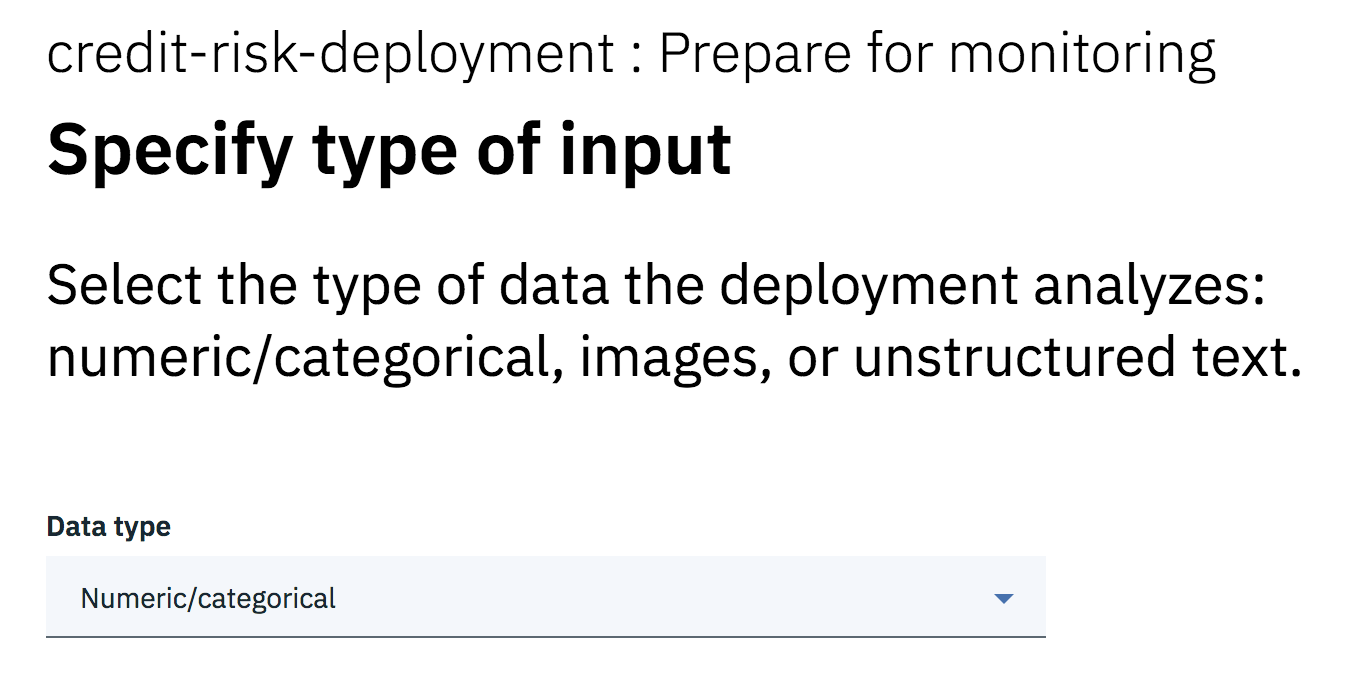 credit-risk-deployment : Prepare for monitoring
Specify type of input
Select the type of data the deployment analyzes:
numeric/categorical, images, or unstructured text.
Data type
Numeric/categorical